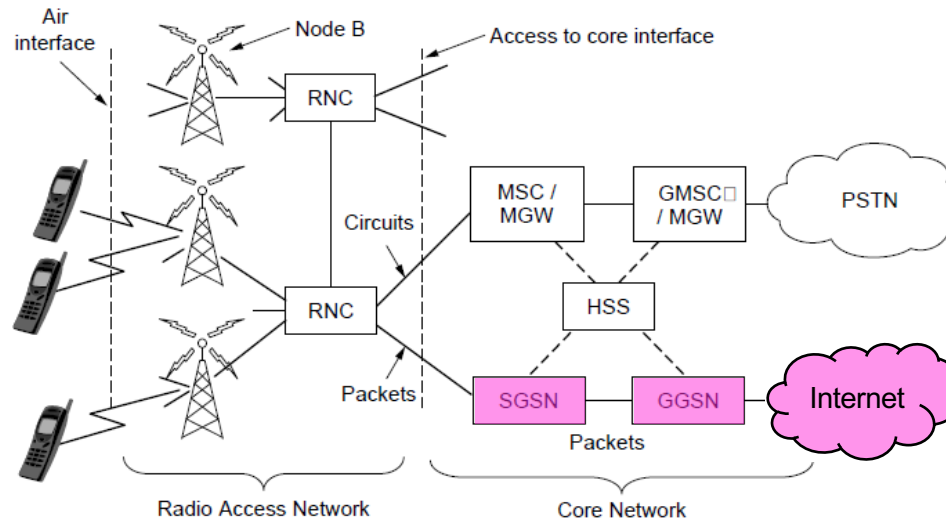 Air
interface
Node B
Access to core interface
RNC
MSC /
MGW
GMSC□
/ MGW
PSTN
Circuits
RNC
HSS
Packets
SGSN
GGSN
Internet
Packets
Radio Access Network
Core Network